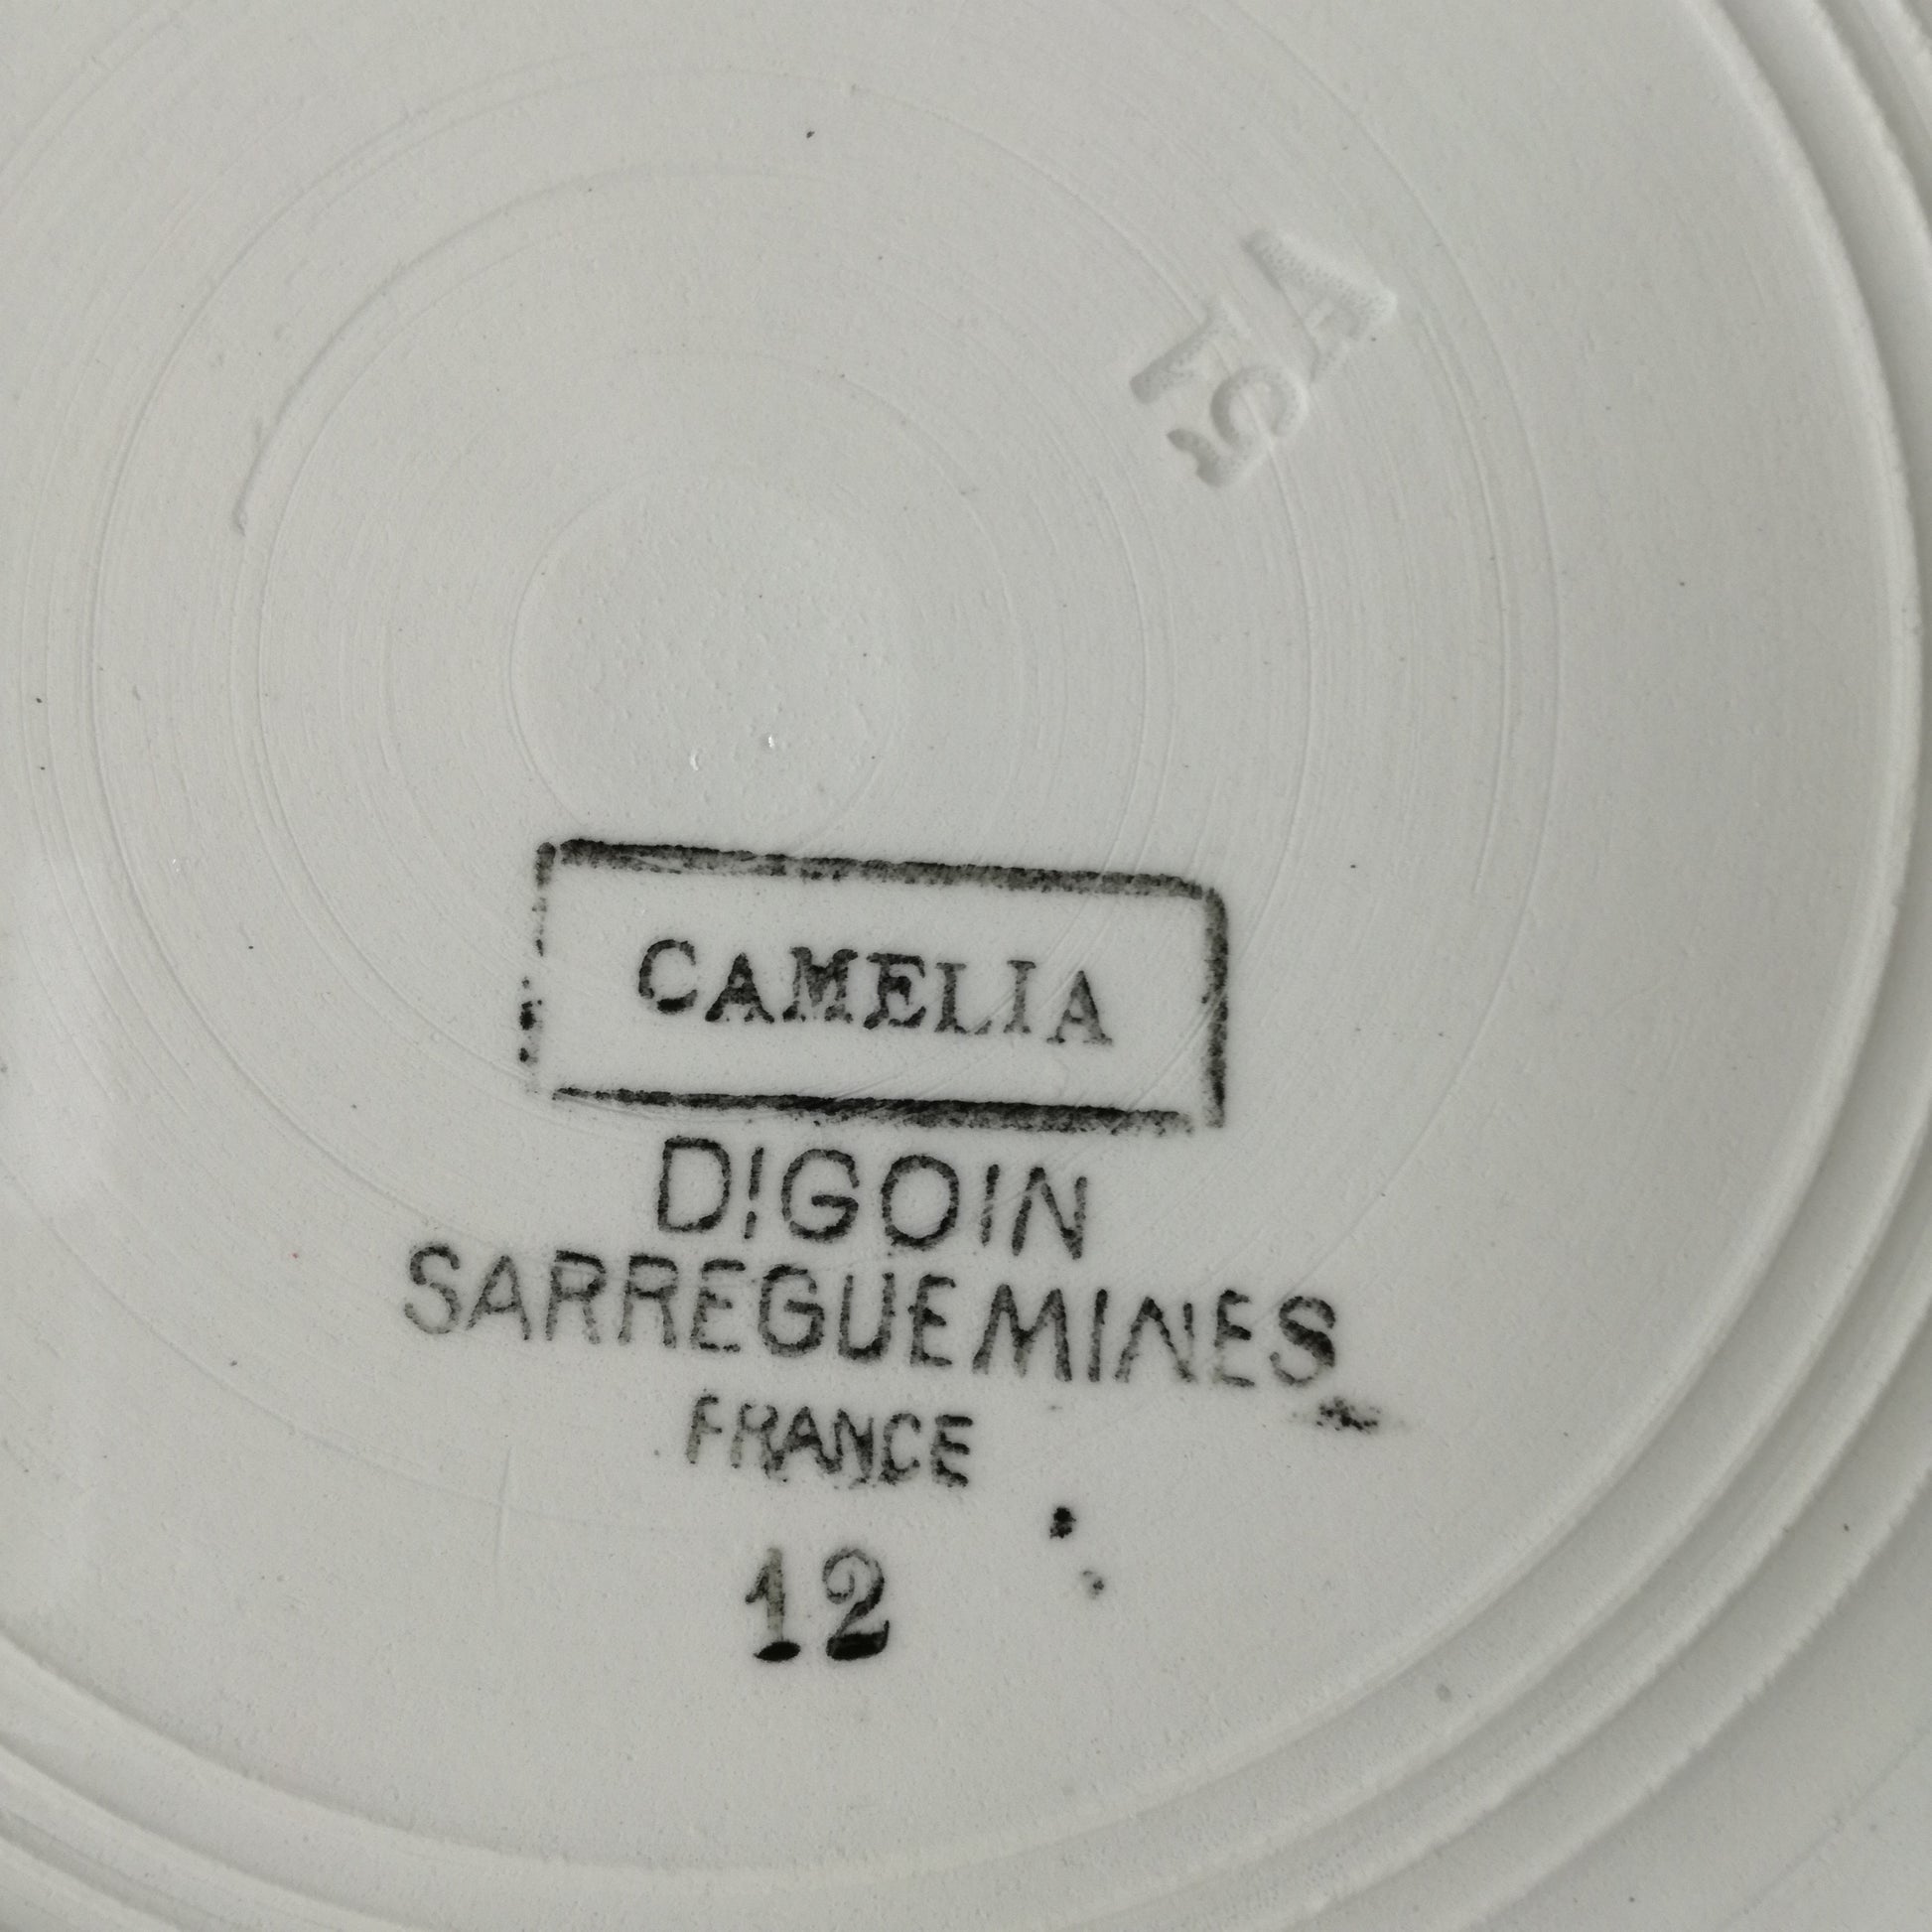 A
51
CAMELIA
DIGOIN
SARREGUEMINES
FRANCE
12